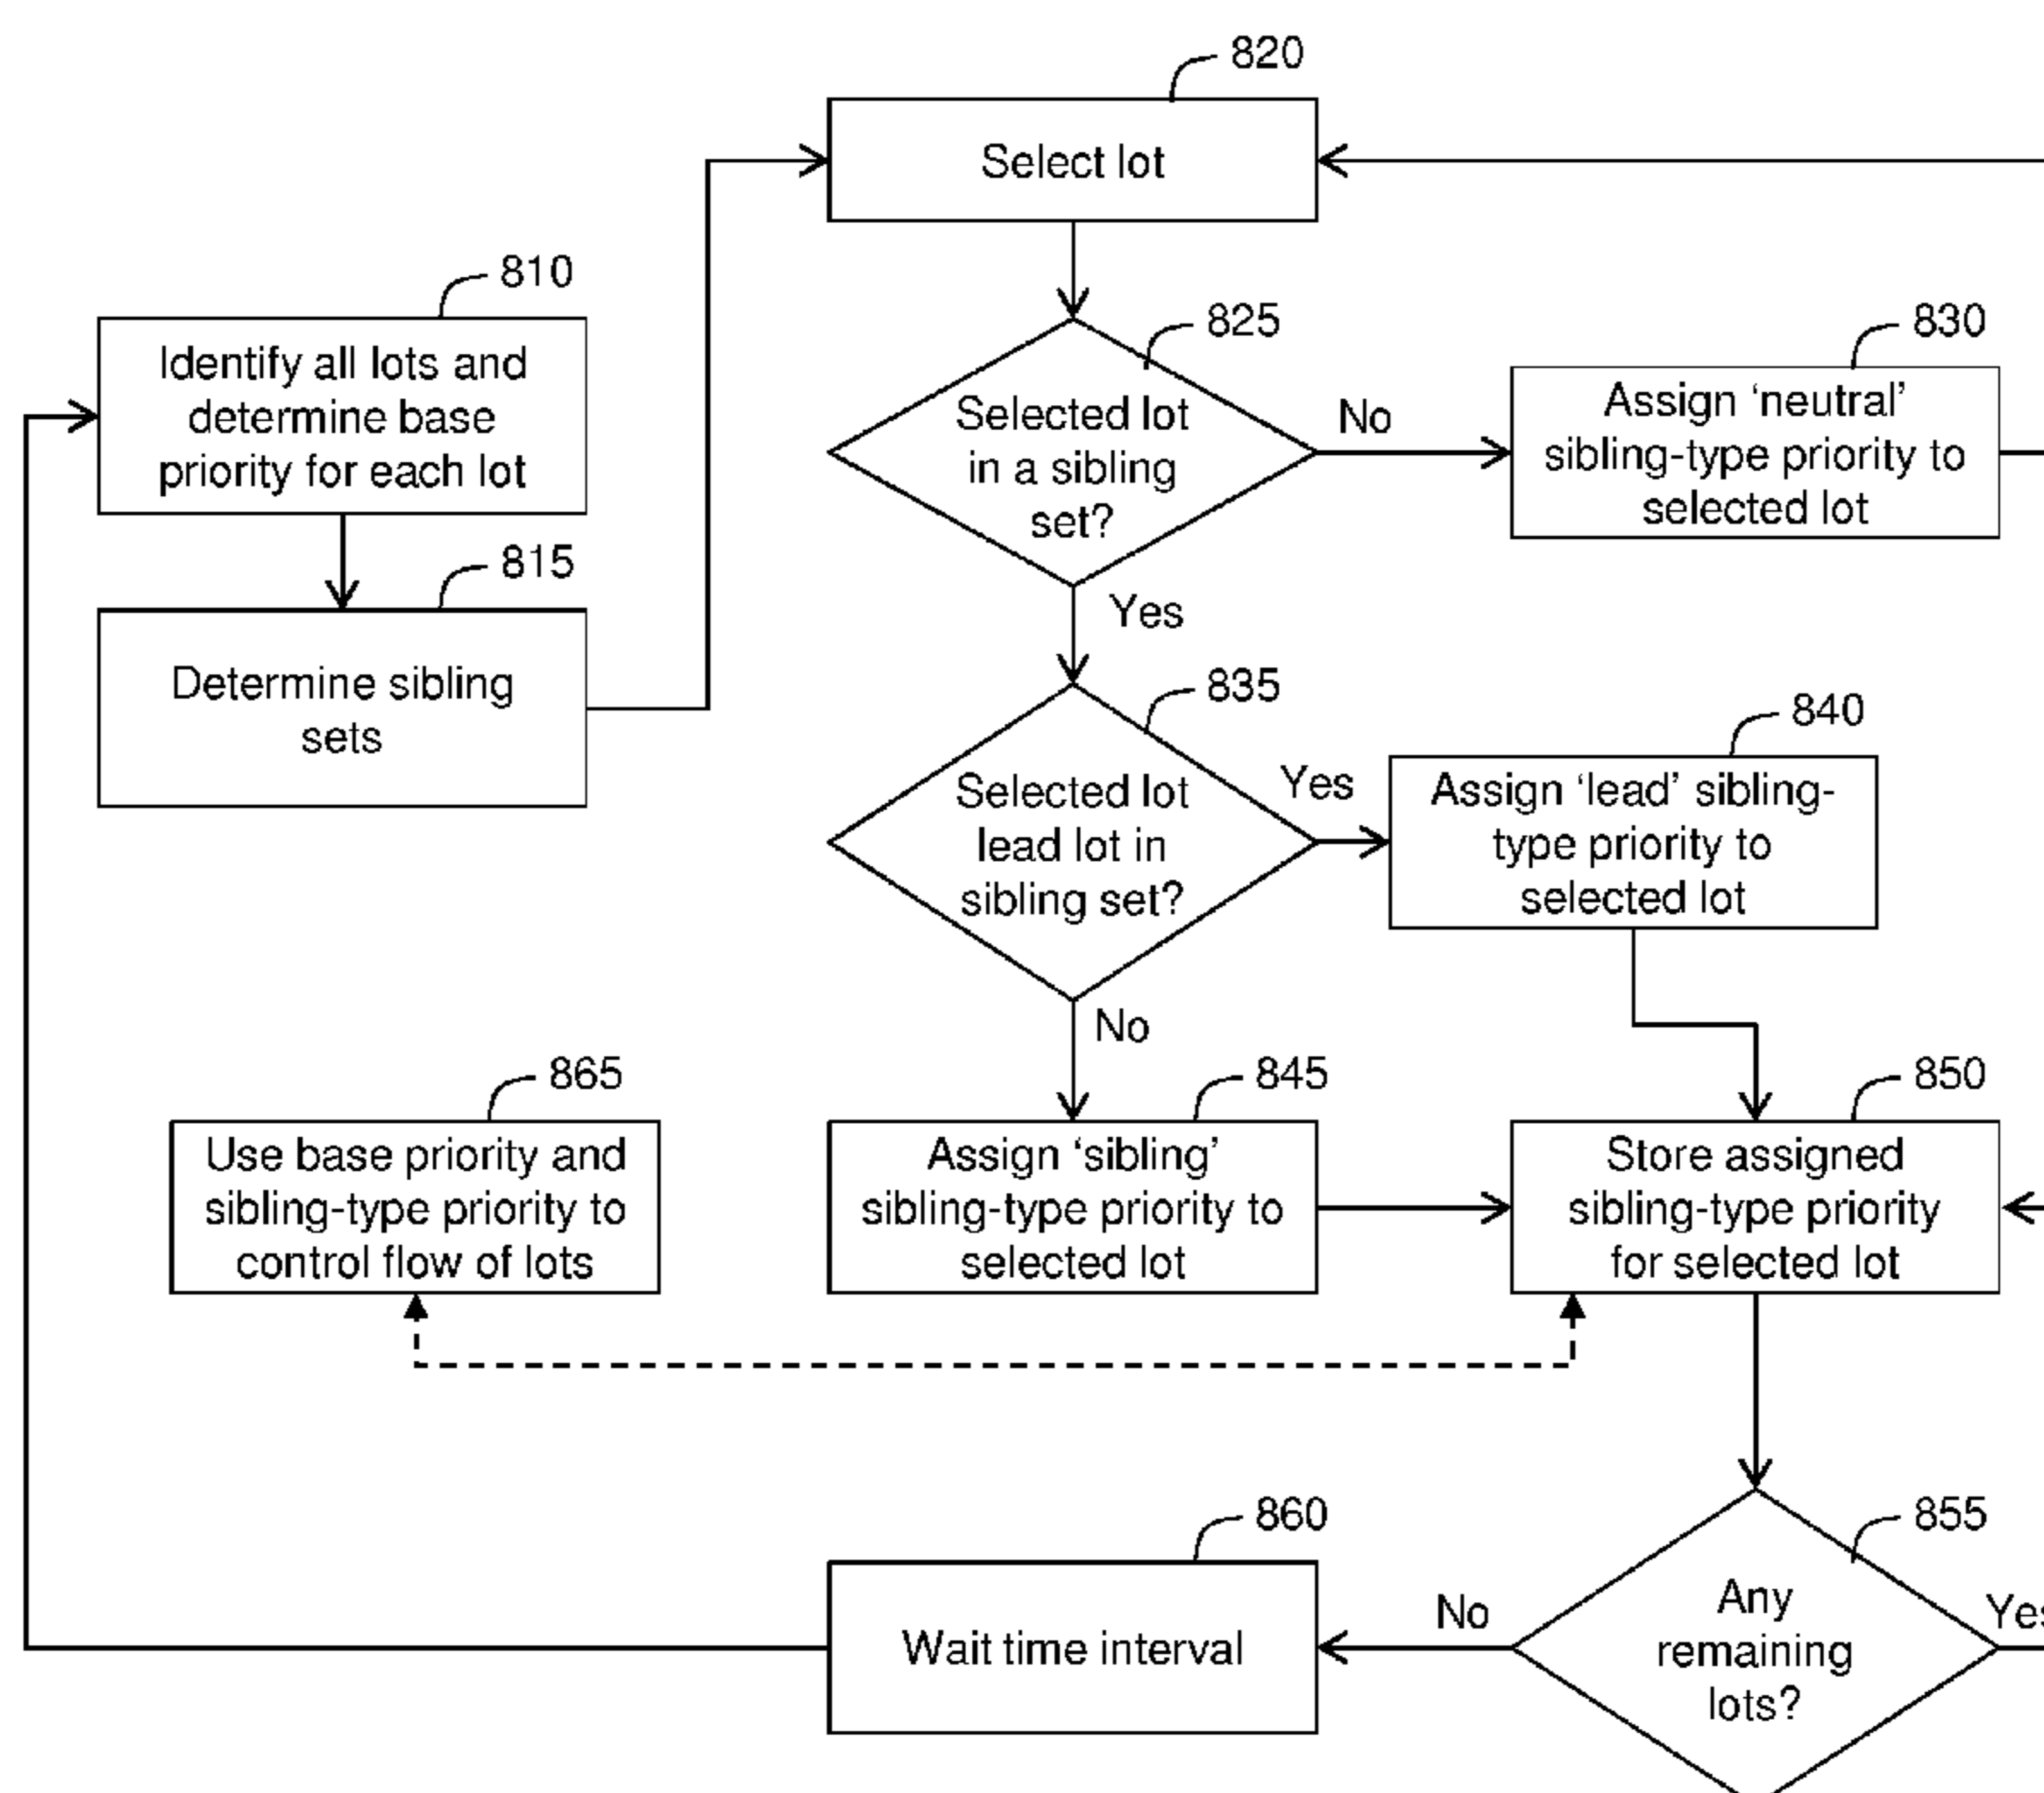 820
Select lot
810
Identify all lots and
determine base
priority for each lot
815
Determine sibling
sets
825
Selected lot
in a sibling
set?
No
830
Assign ‘neutral’
sibling-type priority to
selected lot
Yes
835
Selected lot
lead lot in
sibling set?
Yes
840
Assign ‘lead’ sibling-
type priority to
selected lot
No
865
Use base priority and
sibling-type priority to
control flow of lots
845
Assign ‘sibling’
sibling-type priority to
selected lot
850
Store assigned
sibling-type priority
for selected lot
860
Wait time interval
No
855
Any
remaining
lots?
Yes